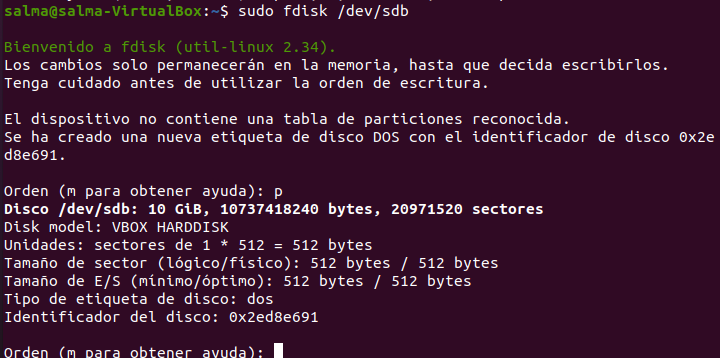 salma@salma-VirtualBox:~$ sudo fdisk /dev/sdb
Bienvenido a fdisk (util-linux 2.34).
Los cambios solo permanecerán en la memoria, hasta que decida escribirlos.
Tenga cuidado antes de utilizar la orden de escritura.
El dispositivo no contiene una tabla de particiones reconocida.
Se ha creado una nueva etiqueta de disco DOS con el identificador de disco 0x2e
d8e691.
Orden (m para obtener ayuda): p
Disco /dev/sdb: 10 GiB, 10737418240 bytes, 20971520 sectores
Disk model: VBOX HARDDISK
Unidades: sectores de 1 * 512 = 512 bytes
Tamaño de sector (lógico/físico): 512 bytes / 512 bytes
Tamaño de E/S (mínimo/óptimo): 512 bytes / 512 bytes
Tipo de etiqueta de disco: dos
Identificador del disco: 0x2ed8e691
Orden (m para obtener ayuda):